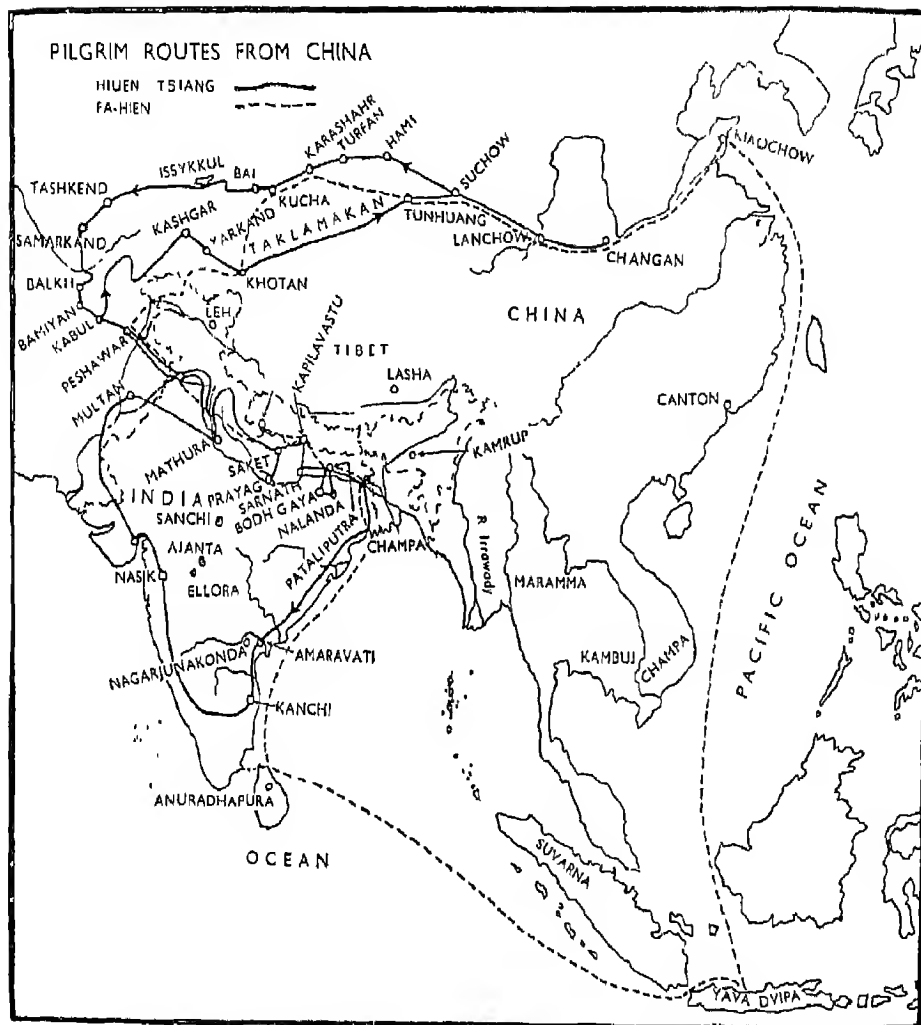 PILGRIM ROUTES FROM CHINA
HIUEN TSIANG
FA-HIEN
KARASHAHR
TURFAN
HAMI
SUCHOW
KIAOCHOW
ISSYKKUL
BAI
TASHKEND
KUCHA
KASHGAR
YARKAND
TAKLAMAKAN
TUNHUANG
LANCHOW
CHANGAN
SAMARKAND
BALKH
KHOTAN
BAMIYAN
KABUL
LEH
CHINA
PESHAWAR
TIBET
KAPILAVASTU
LASHA
MULTAN
CANTON
MATHURA
KAMRUP
SAKET
INDIA
PRAYAG
SARNATH
SANCHI
BODH GAYA
NALANDA
PATALIPUTRA
CHAMPA
AJANTA
R. Irrawadi
NASIK
ELLORA
MARAMMA
PACIFIC OCEAN
NAGARJUNAKONDA
AMARAVATI
KAMBUJ
CHAMPA
KANCHI
ANURADHAPURA
OCEAN
SUVARNA
YAVA DVIPA